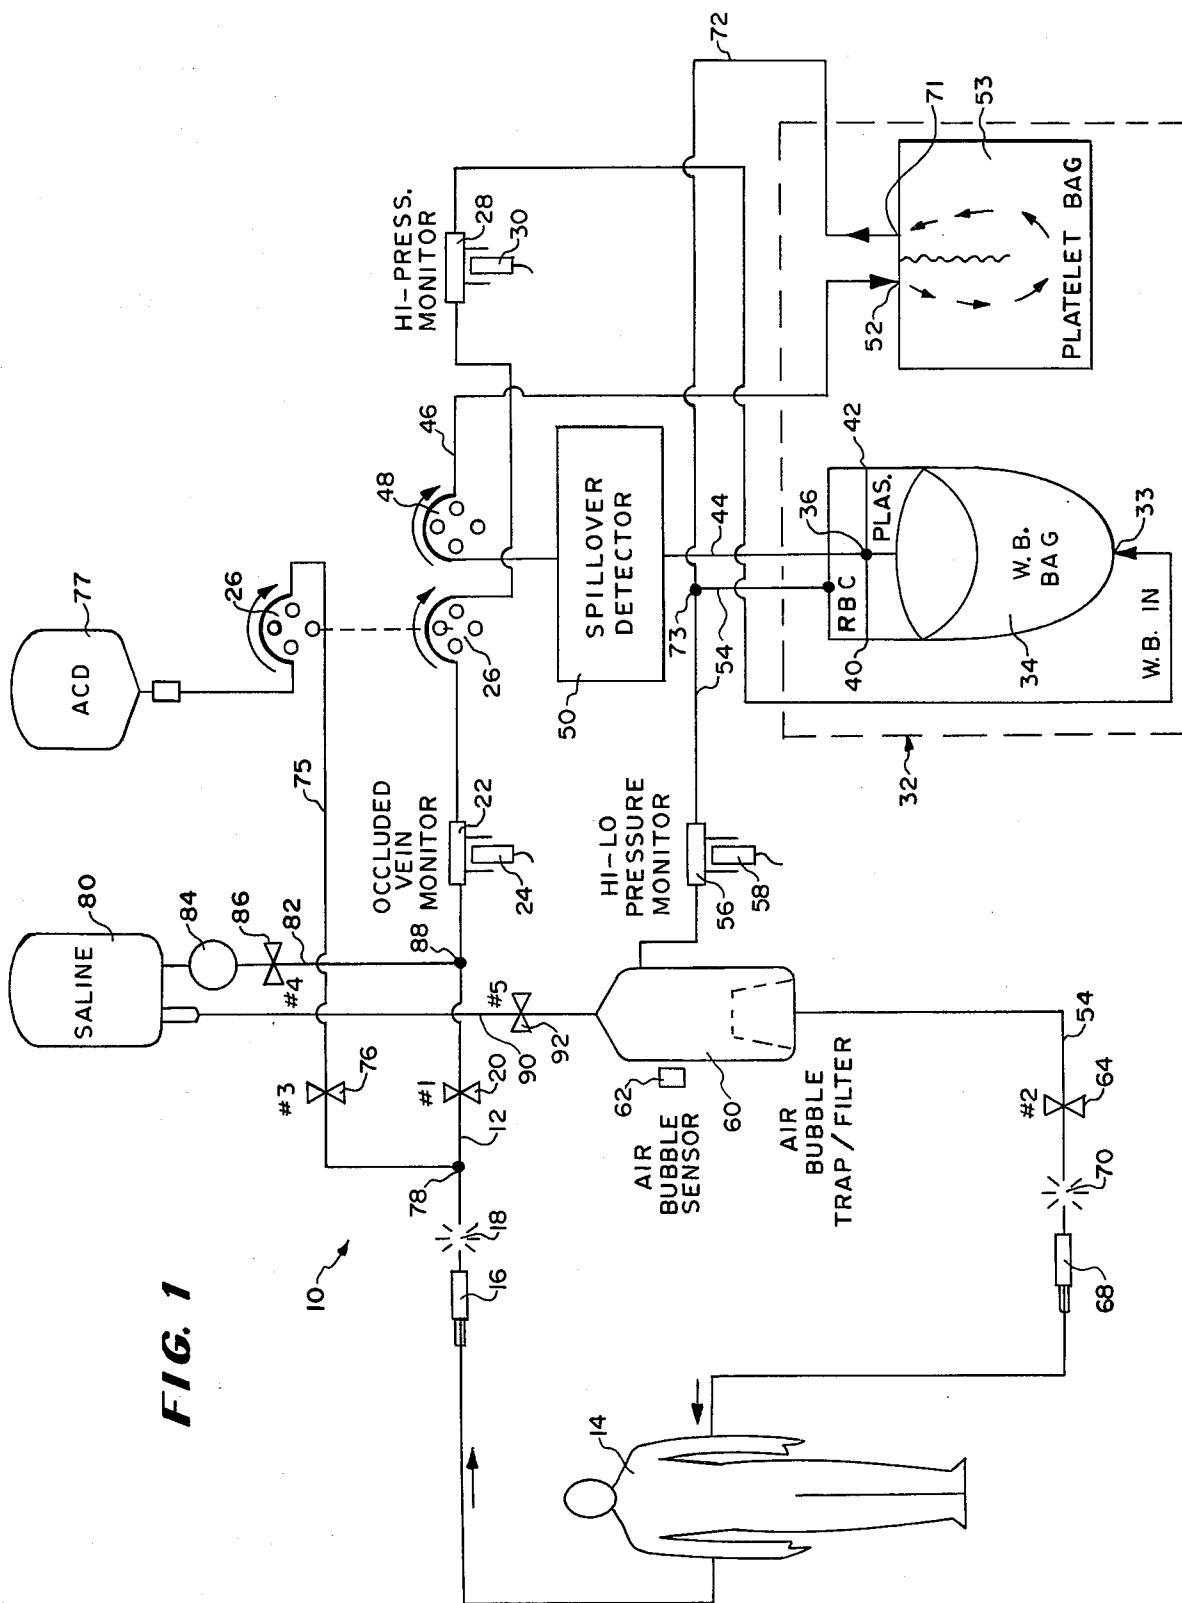 FIG. 1
10
SALINE
80
84
86
#4
82
88
90
#5
92
#3
76
#1
20
12
78
18
16
14
ACD
77
26
75
26
OCCLUDED
VEIN
MONITOR
22
24
HI-PRESS.
MONITOR
28
30
46
48
SPILLOVER
DETECTOR
50
44
72
73
54
HI-LO
PRESSURE
MONITOR
56
58
AIR
BUBBLE
SENSOR
62
60
AIR
BUBBLE
TRAP/FILTER
54
64
#2
70
68
32
RBC
PLAS.
36
40
42
W.B.
BAG
34
33
W.B. IN
52
71
53
PLATELET BAG